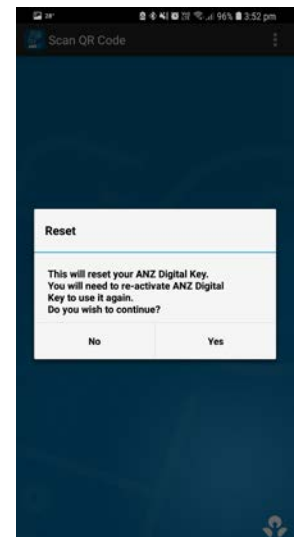 28° 96% 3:52 pm
Scan QR Code
Reset
This will reset your ANZ Digital Key.
You will need to re-activate ANZ Digital
Key to use it again.
Do you wish to continue?
No Yes